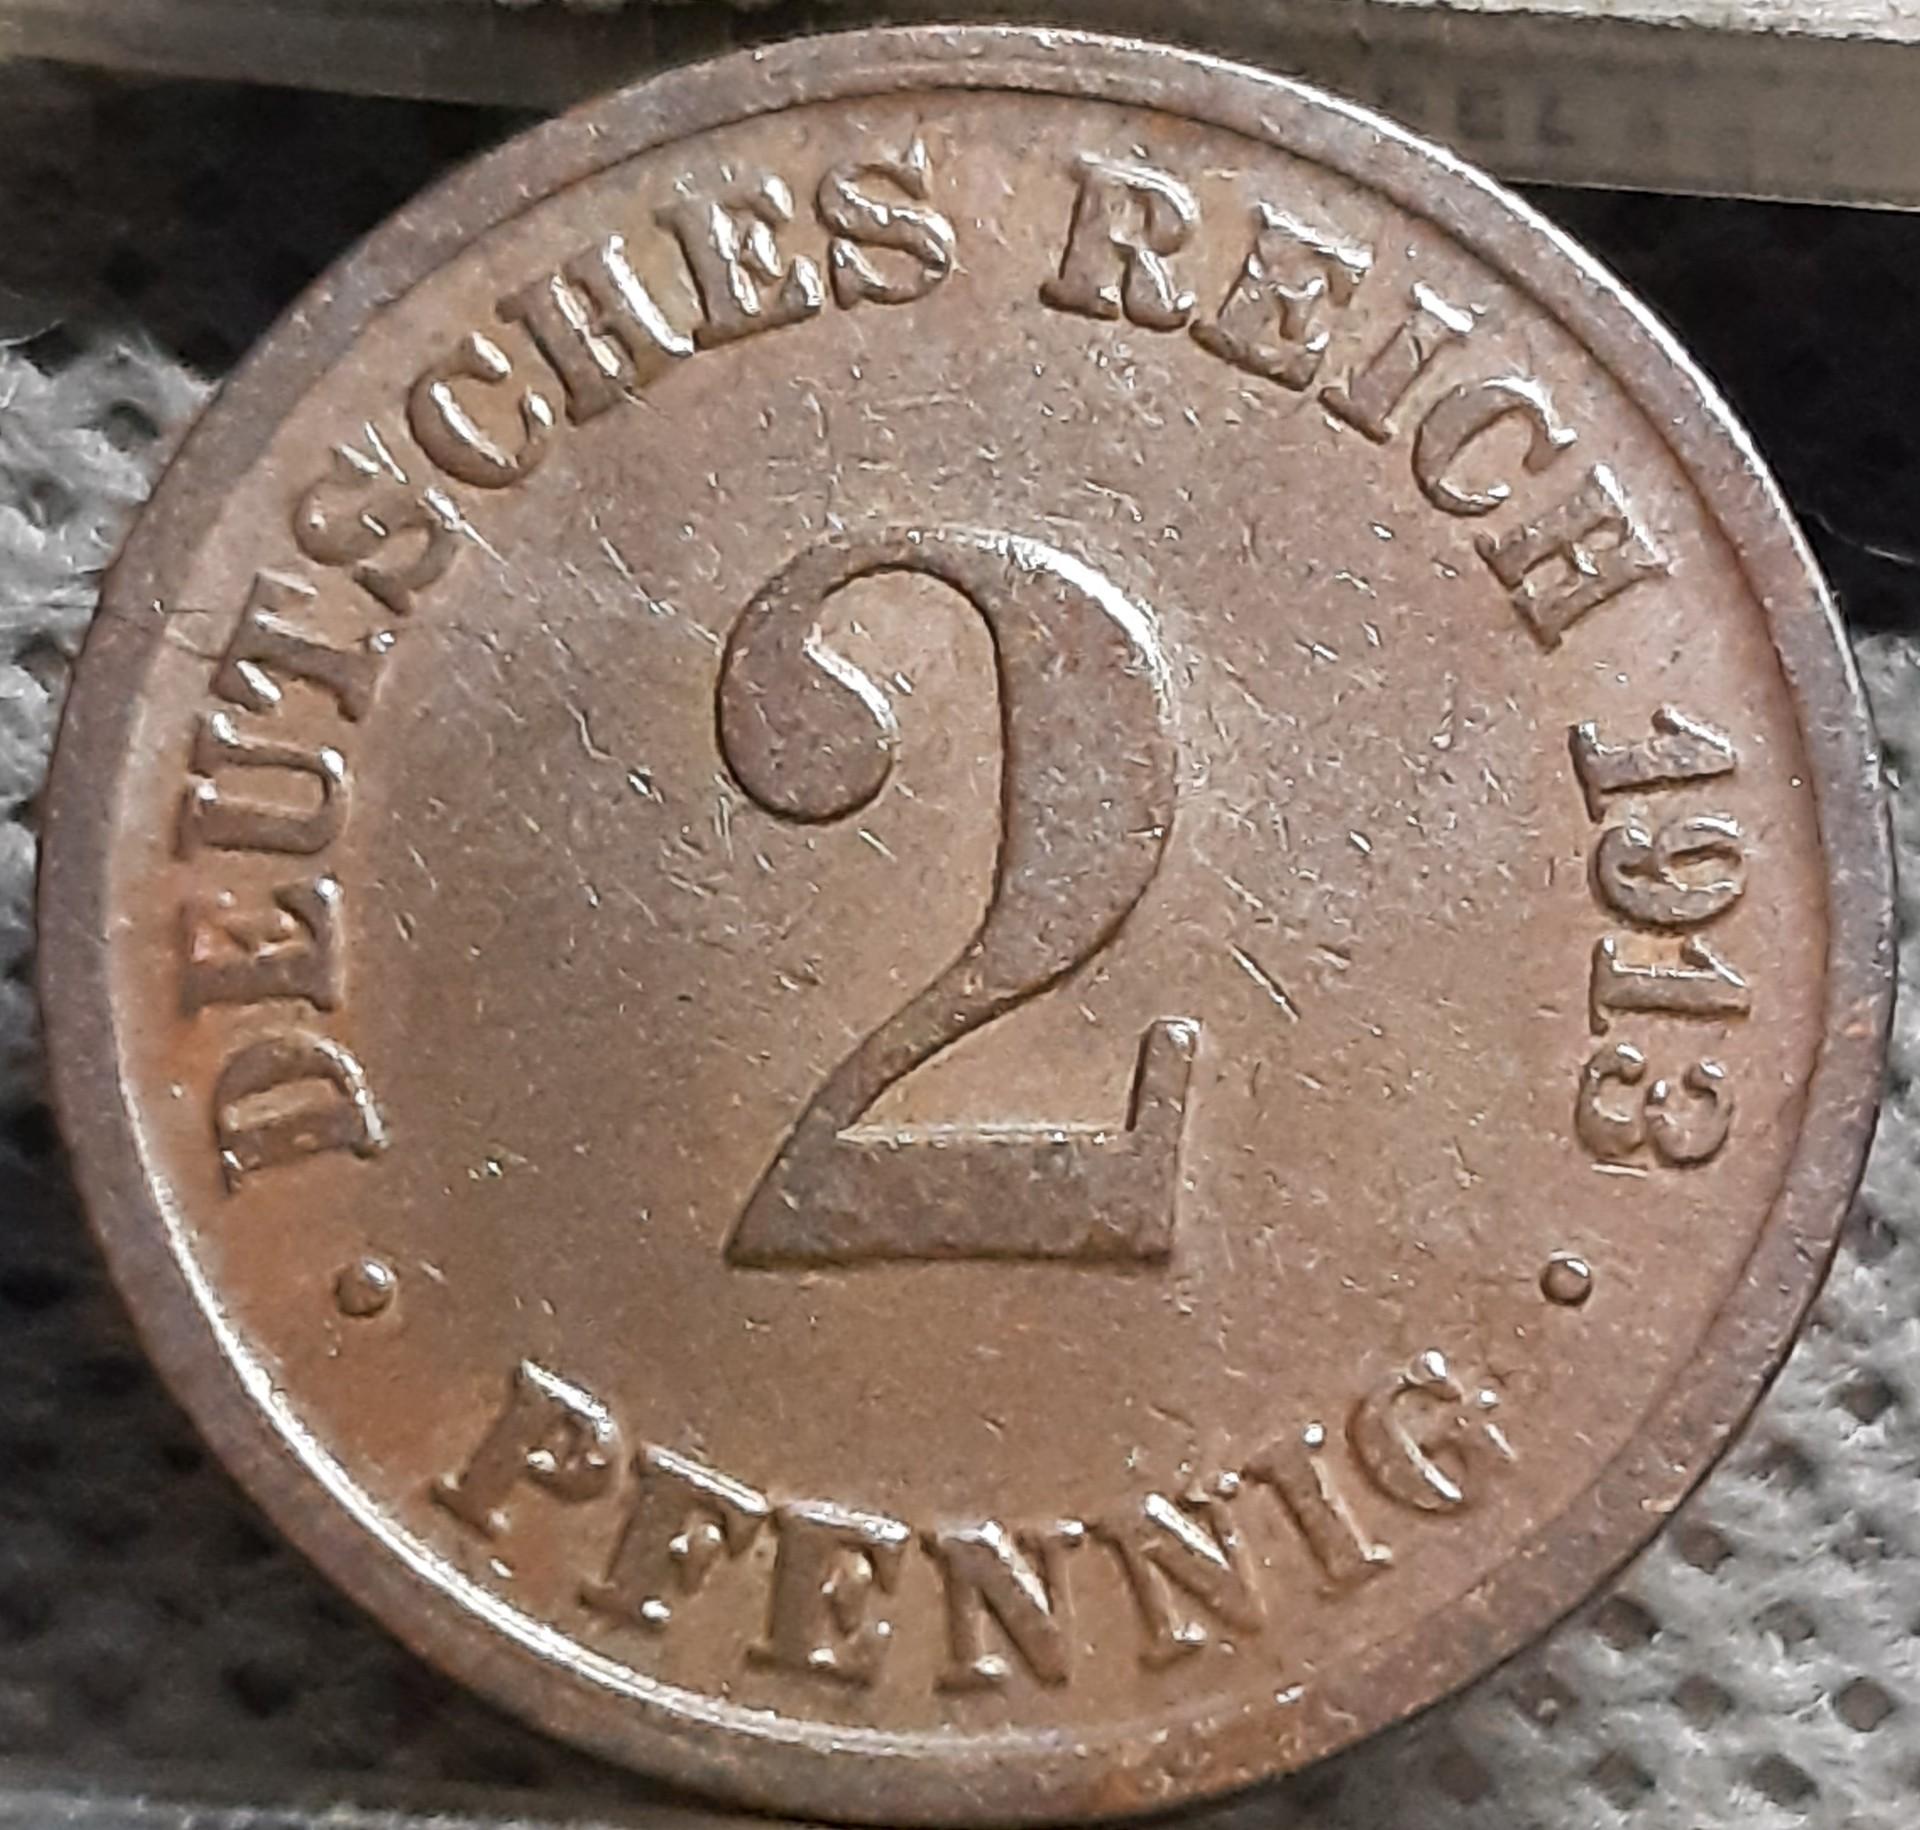 DEUTSCHES REICH 1913
2
• PFENNIG •